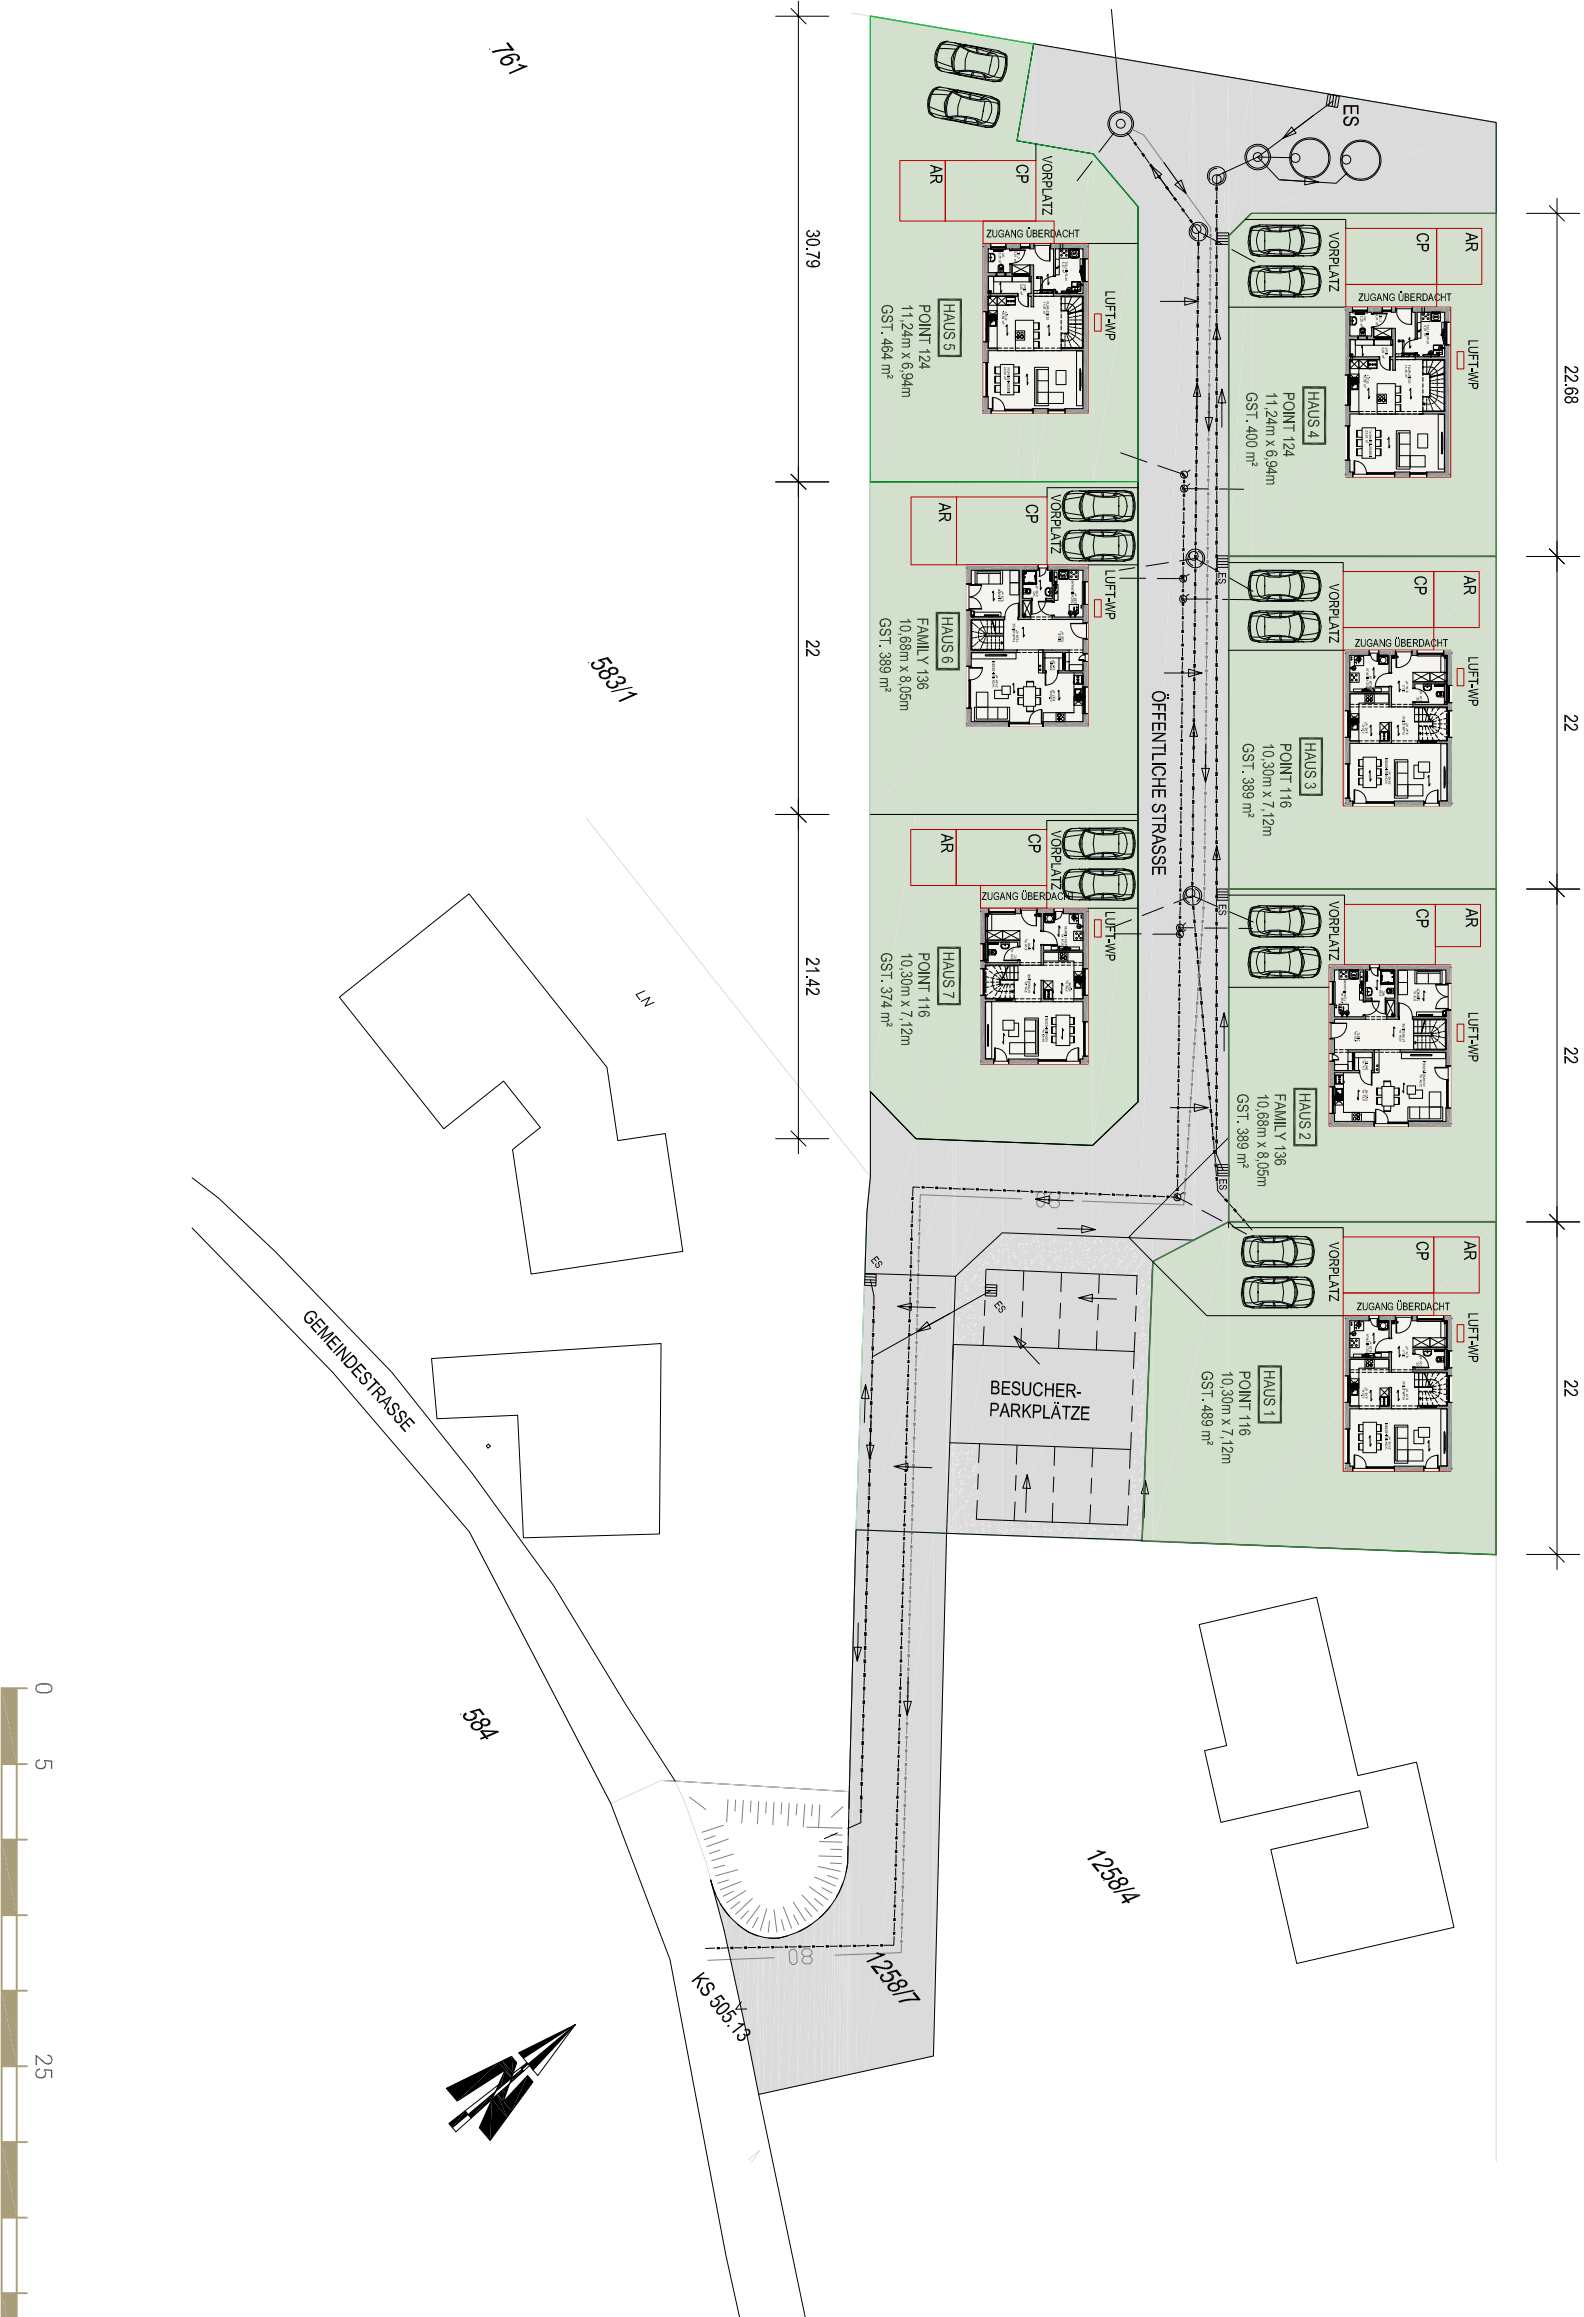 761
30.79
22
21.42
583/1
LN
GEMEINDESTRASSE
584
1258/4
1258/7
KS 505.13
80
80
0
5
25
ES
VORPLATZ
CP
AR
ZUGANG ÜBERDACHT
LUFT-WP
HAUS 5
POINT 124
11,24m x 6,94m
GST. 464 m²
VORPLATZ
CP
AR
LUFT-WP
HAUS 6
FAMILY 136
10,68m x 8,05m
GST. 389 m²
VORPLATZ
CP
AR
ZUGANG ÜBERDACHT
LUFT-WP
HAUS 7
POINT 116
10,30m x 7,12m
GST. 374 m²
ÖFFENTLICHE STRASSE
AR
CP
VORPLATZ
ZUGANG ÜBERDACHT
LUFT-WP
HAUS 4
POINT 124
11,24m x 6,94m
GST. 400 m²
22.68
ES
AR
CP
VORPLATZ
ZUGANG ÜBERDACHT
LUFT-WP
HAUS 3
POINT 116
10,30m x 7,12m
GST. 389 m²
22
ES
AR
CP
VORPLATZ
LUFT-WP
HAUS 2
FAMILY 136
10,68m x 8,05m
GST. 389 m²
22
ES
AR
CP
VORPLATZ
ZUGANG ÜBERDACHT
LUFT-WP
HAUS 1
POINT 116
10,30m x 7,12m
GST. 489 m²
22
ES
ES
BESUCHER-
PARKPLÄTZE